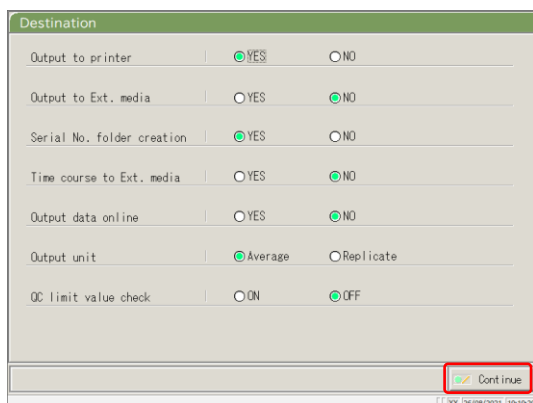 Destination
Output to printer YES NO
Output to Ext. media YES NO
Serial No. folder creation YES NO
Time course to Ext. media YES NO
Output data online YES NO
Output unit Average Replicate
QC limit value check ON OFF
Continue